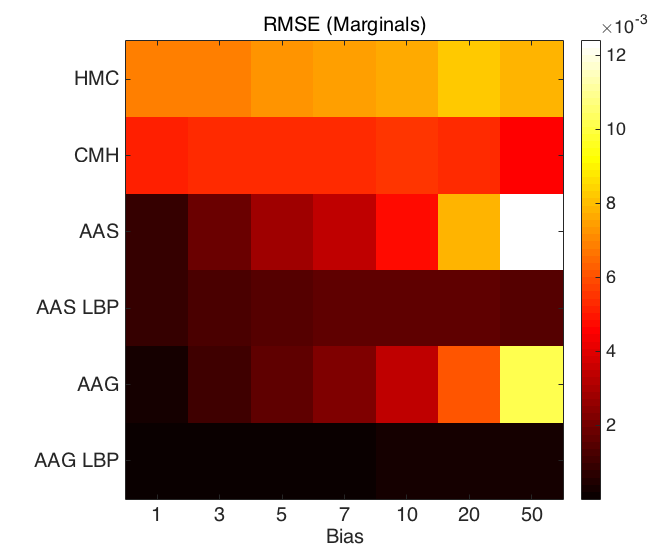 RMSE (Marginals)
×10⁻³
HMC
CMH
AAS
AAS LBP
AAG
AAG LBP
1 3 5 7 10 20 50
Bias
12
10
8
6
4
2